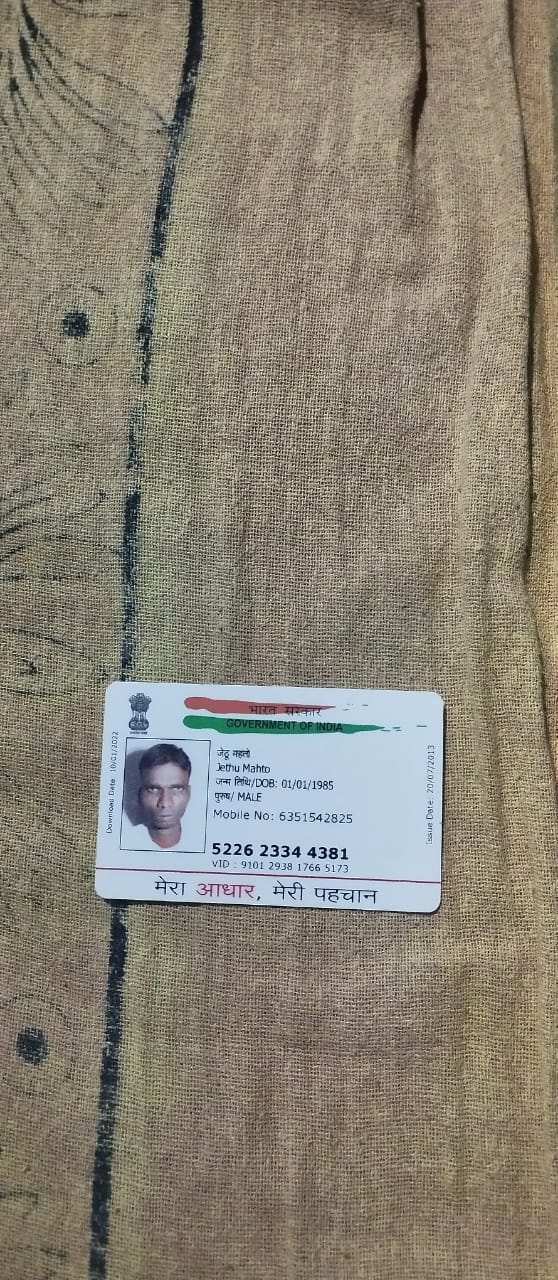 भारत सरकार
GOVERNMENT OF INDIA
Download Date: 10/01/2022
जेठू महतो
Jethu Mahto
जन्म तिथि/DOB: 01/01/1985
पुरुष/ MALE
Mobile No: 6351542825
Issue Date: 20/07/2013
5226 2334 4381
VID : 9101 2938 1766 5173
मेरा आधार, मेरी पहचान